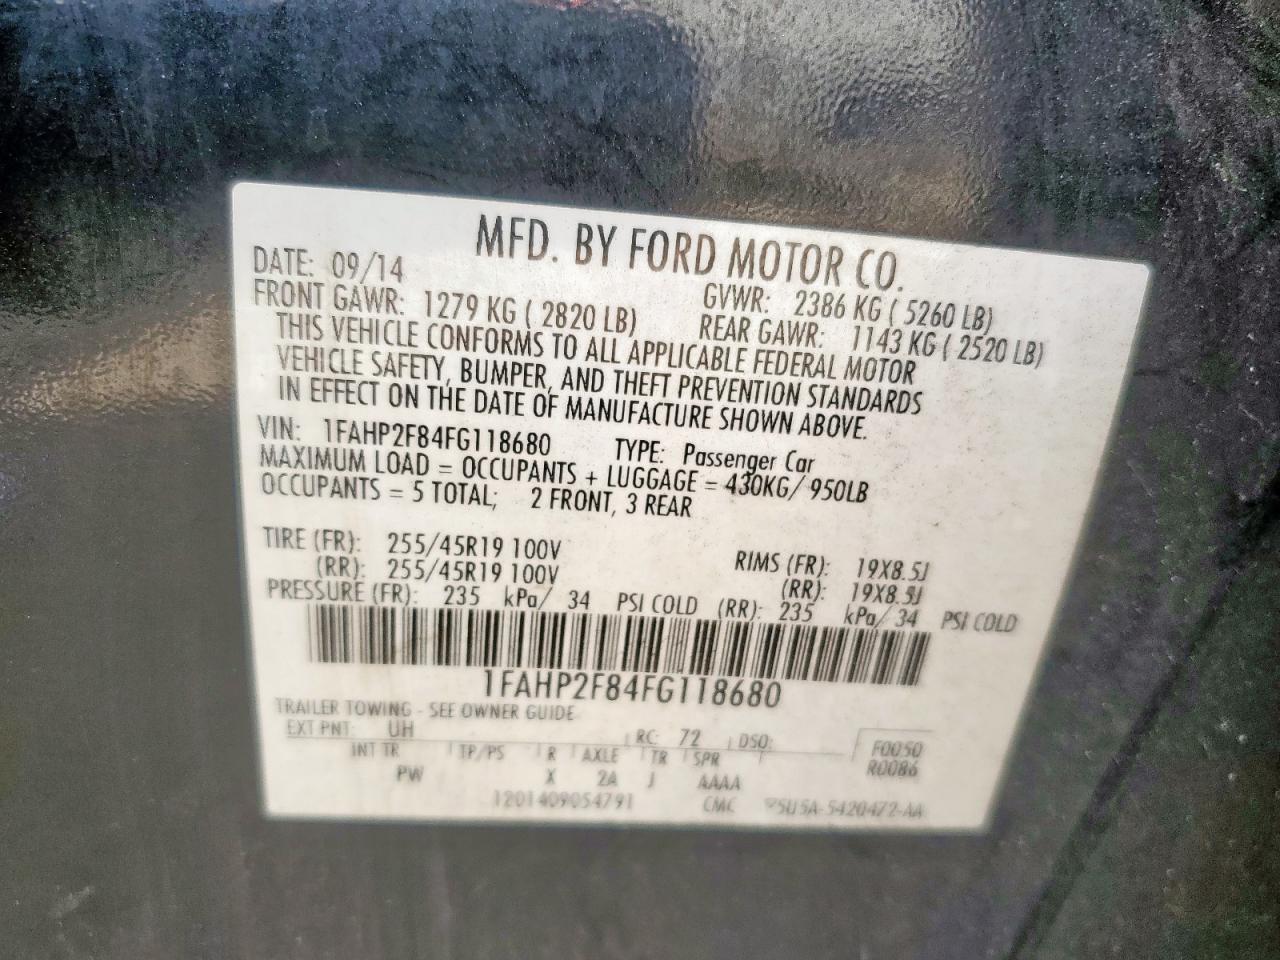 MFD. BY FORD MOTOR CO.
DATE: 09/14 GVWR: 2386 KG ( 5260 LB)
FRONT GAWR: 1279 KG ( 2820 LB) REAR GAWR: 1143 KG ( 2520 LB)
THIS VEHICLE CONFORMS TO ALL APPLICABLE FEDERAL MOTOR
VEHICLE SAFETY, BUMPER, AND THEFT PREVENTION STANDARDS
IN EFFECT ON THE DATE OF MANUFACTURE SHOWN ABOVE.
VIN: 1FAHP2F84FG118680 TYPE: Passenger Car
MAXIMUM LOAD = OCCUPANTS + LUGGAGE = 430KG/ 950LB
OCCUPANTS = 5 TOTAL; 2 FRONT, 3 REAR
TIRE (FR): 255/45R19 100V RIMS (FR): 19X8.5J
(RR): 255/45R19 100V (RR): 19X8.5J
PRESSURE (FR): 235 kPa/ 34 PSI COLD (RR): 235 kPa/ 34 PSI COLD
1FAHP2F84FG118680
TRAILER TOWING - SEE OWNER GUIDE
EXT PNT: UH RC: 72 DSO: F0050
INT TR TP/PS R AXLE TR SPR R0086
PW X 2A J AAAA
1201409054791 CMC 5U5A-5420472-AA